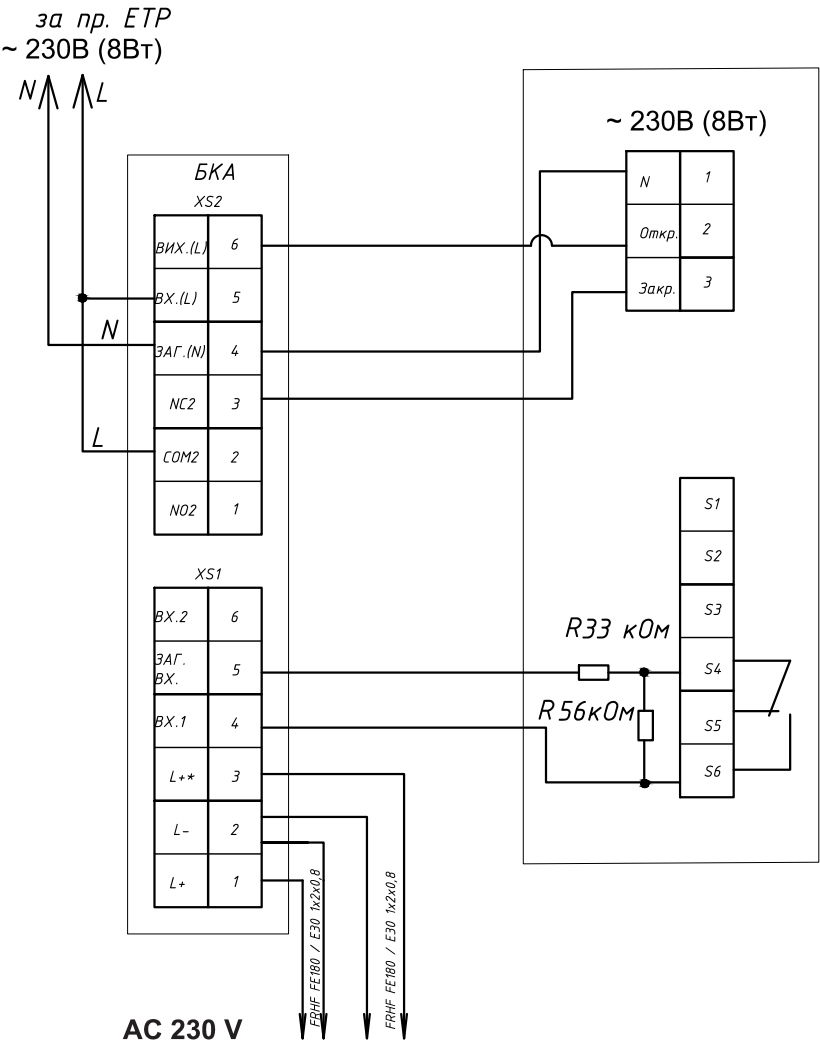 за пр. ЕТР
~ 230В (8Вт)
N
L
~ 230В (8Вт)
БКА
XS2
ВИХ.(L) 6
ВХ.(L) 5
ЗАГ.(N) 4
NC2 3
COM2 2
NO2 1
N
L
N 1
Откр. 2
Закр. 3
XS1
ВХ.2 6
ЗАГ.
ВХ. 5
ВХ.1 4
L+* 3
L- 2
L+ 1
S1
S2
S3
S4
S5
S6
R33 кОм
R56кОм
FRHF FE180 / E30 1x2x0,8
FRHF FE180 / E30 1x2x0,8
AC 230 V